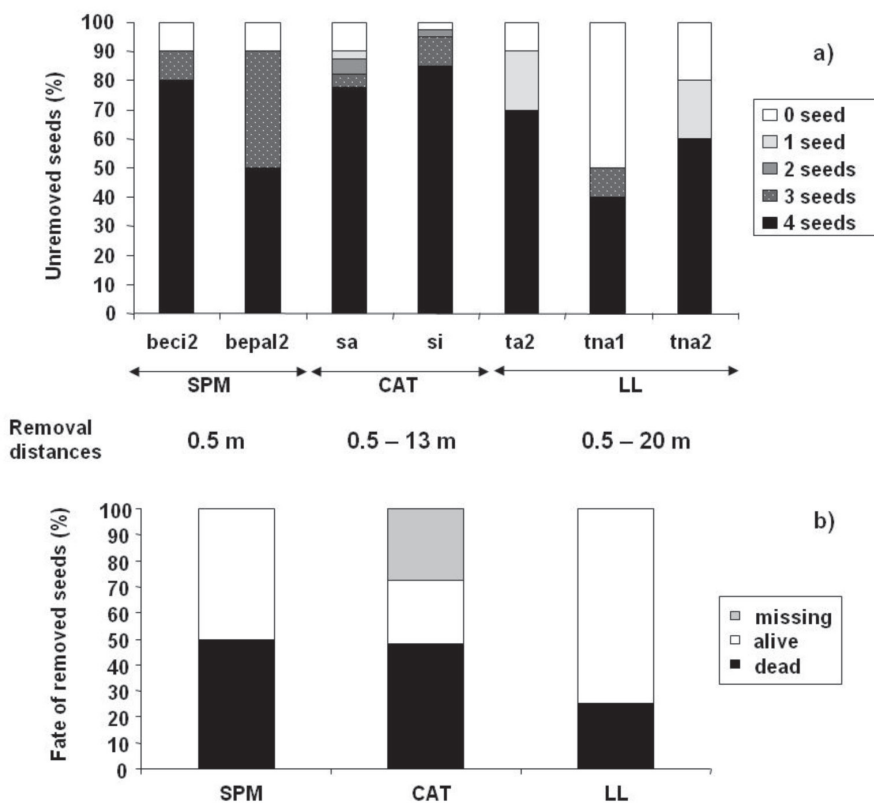 a)
Unremoved seeds (%)
100
90
80
70
60
50
40
30
20
10
0
0 seed
1 seed
2 seeds
3 seeds
4 seeds
beci2 bepal2 sa si ta2 tna1 tna2
SPM CAT LL
Removal
distances
0.5 m 0.5 – 13 m 0.5 – 20 m
b)
Fate of removed seeds (%)
100
90
80
70
60
50
40
30
20
10
0
missing
alive
dead
SPM CAT LL